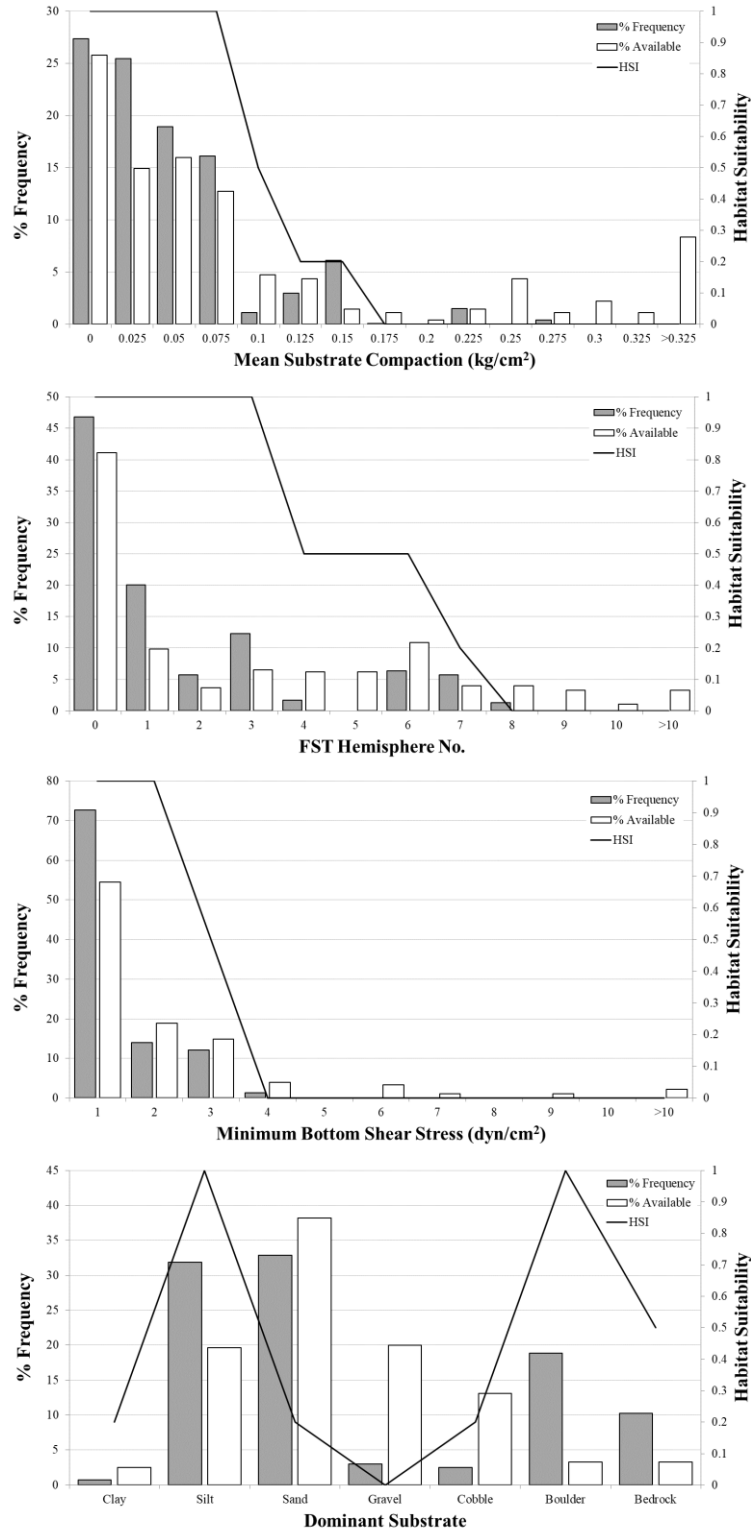 30
25
20
15
10
5
0
% Frequency
1
0.9
0.8
0.7
0.6
0.5
0.4
0.3
0.2
0.1
0
Habitat Suitability
% Frequency
% Available
HSI
0 0.025 0.05 0.075 0.1 0.125 0.15 0.175 0.2 0.225 0.25 0.275 0.3 0.325 >0.325
Mean Substrate Compaction (kg/cm²)
50
45
40
35
30
25
20
15
10
5
0
% Frequency
1
0.9
0.8
0.7
0.6
0.5
0.4
0.3
0.2
0.1
0
Habitat Suitability
% Frequency
% Available
HSI
0 1 2 3 4 5 6 7 8 9 10 >10
FST Hemisphere No.
80
70
60
50
40
30
20
10
0
% Frequency
1
0.9
0.8
0.7
0.6
0.5
0.4
0.3
0.2
0.1
0
Habitat Suitability
% Frequency
% Available
HSI
1 2 3 4 5 6 7 9 10 >10
Minimum Bottom Shear Stress (dyn/cm²)
45
40
35
30
25
20
15
10
5
0
% Frequency
1
0.9
0.8
0.7
0.6
0.5
0.4
0.3
0.2
0.1
0
Habitat Suitability
% Frequency
% Available
HSI
Clay Silt Sand Gravel Cobble Boulder Bedrock
Dominant Substrate